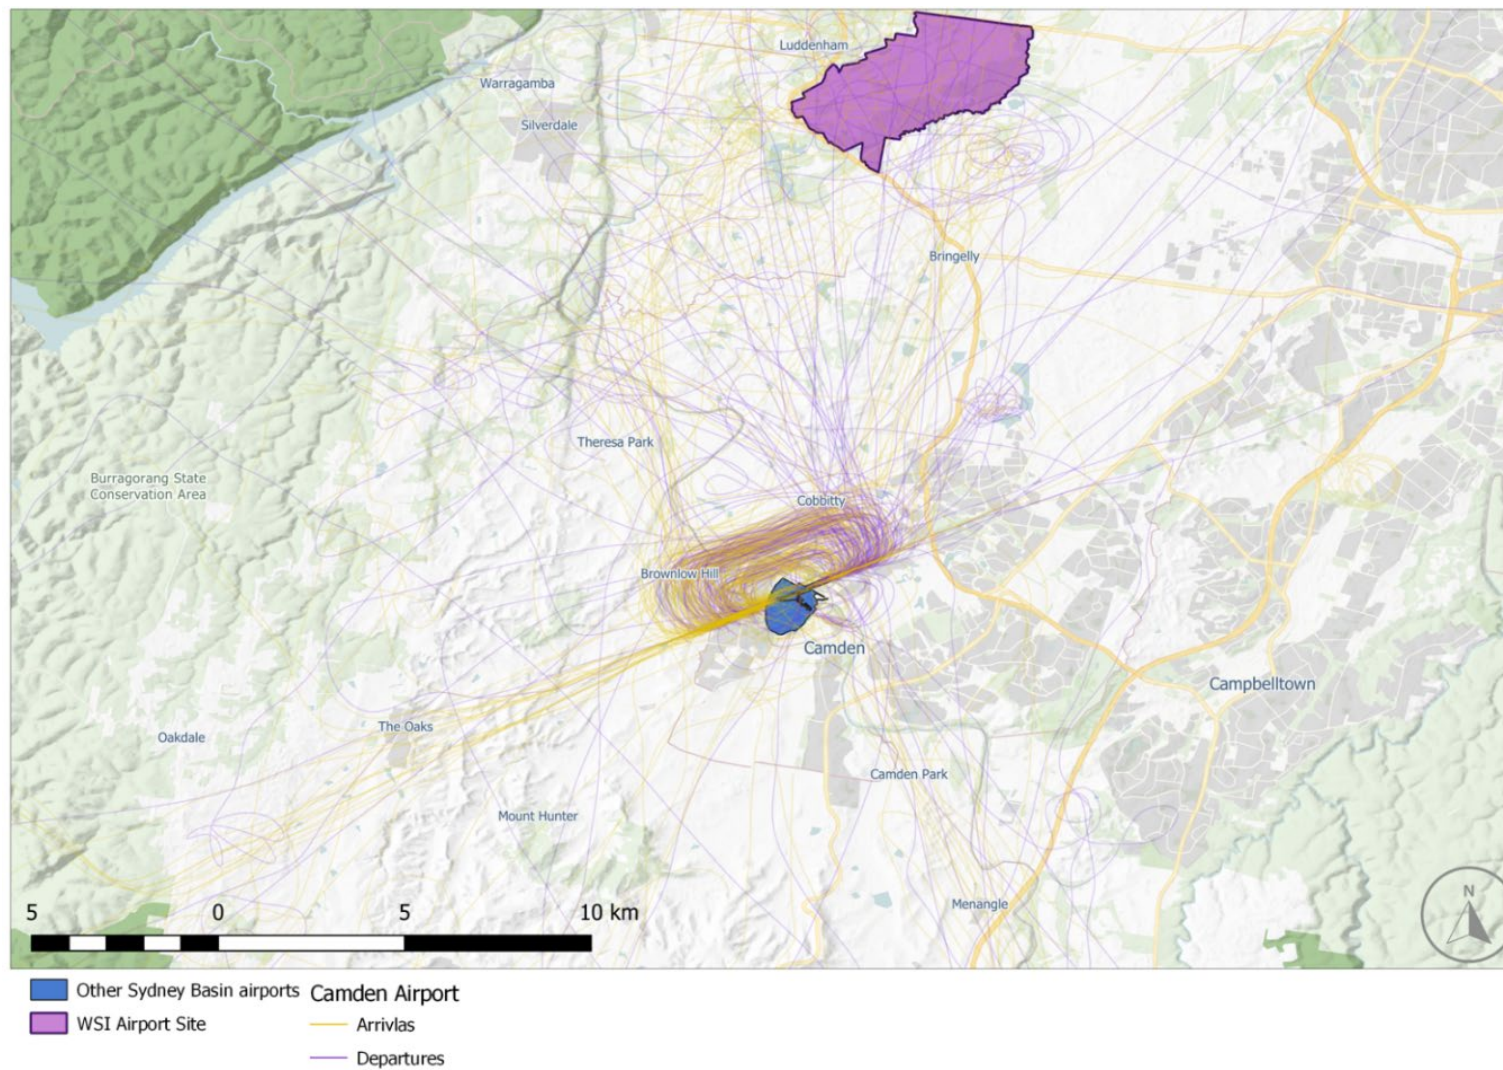 Luddenham
Warragamba
Silverdale
Bringelly
Theresa Park
Burragorang State
Conservation Area
Cobbitty
Brownlow Hill
Camden
Campbelltown
The Oaks
Oakdale
Camden Park
Mount Hunter
Menangle
N
5 0 5 10 km
Other Sydney Basin airports
WSI Airport Site
Camden Airport
Arrivlas
Departures